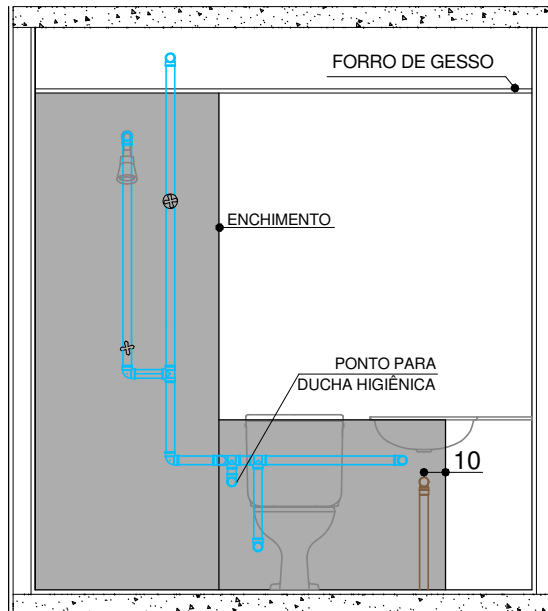 FORRO DE GESSO
ENCHIMENTO
PONTO PARA
DUCHA HIGIÊNICA
10